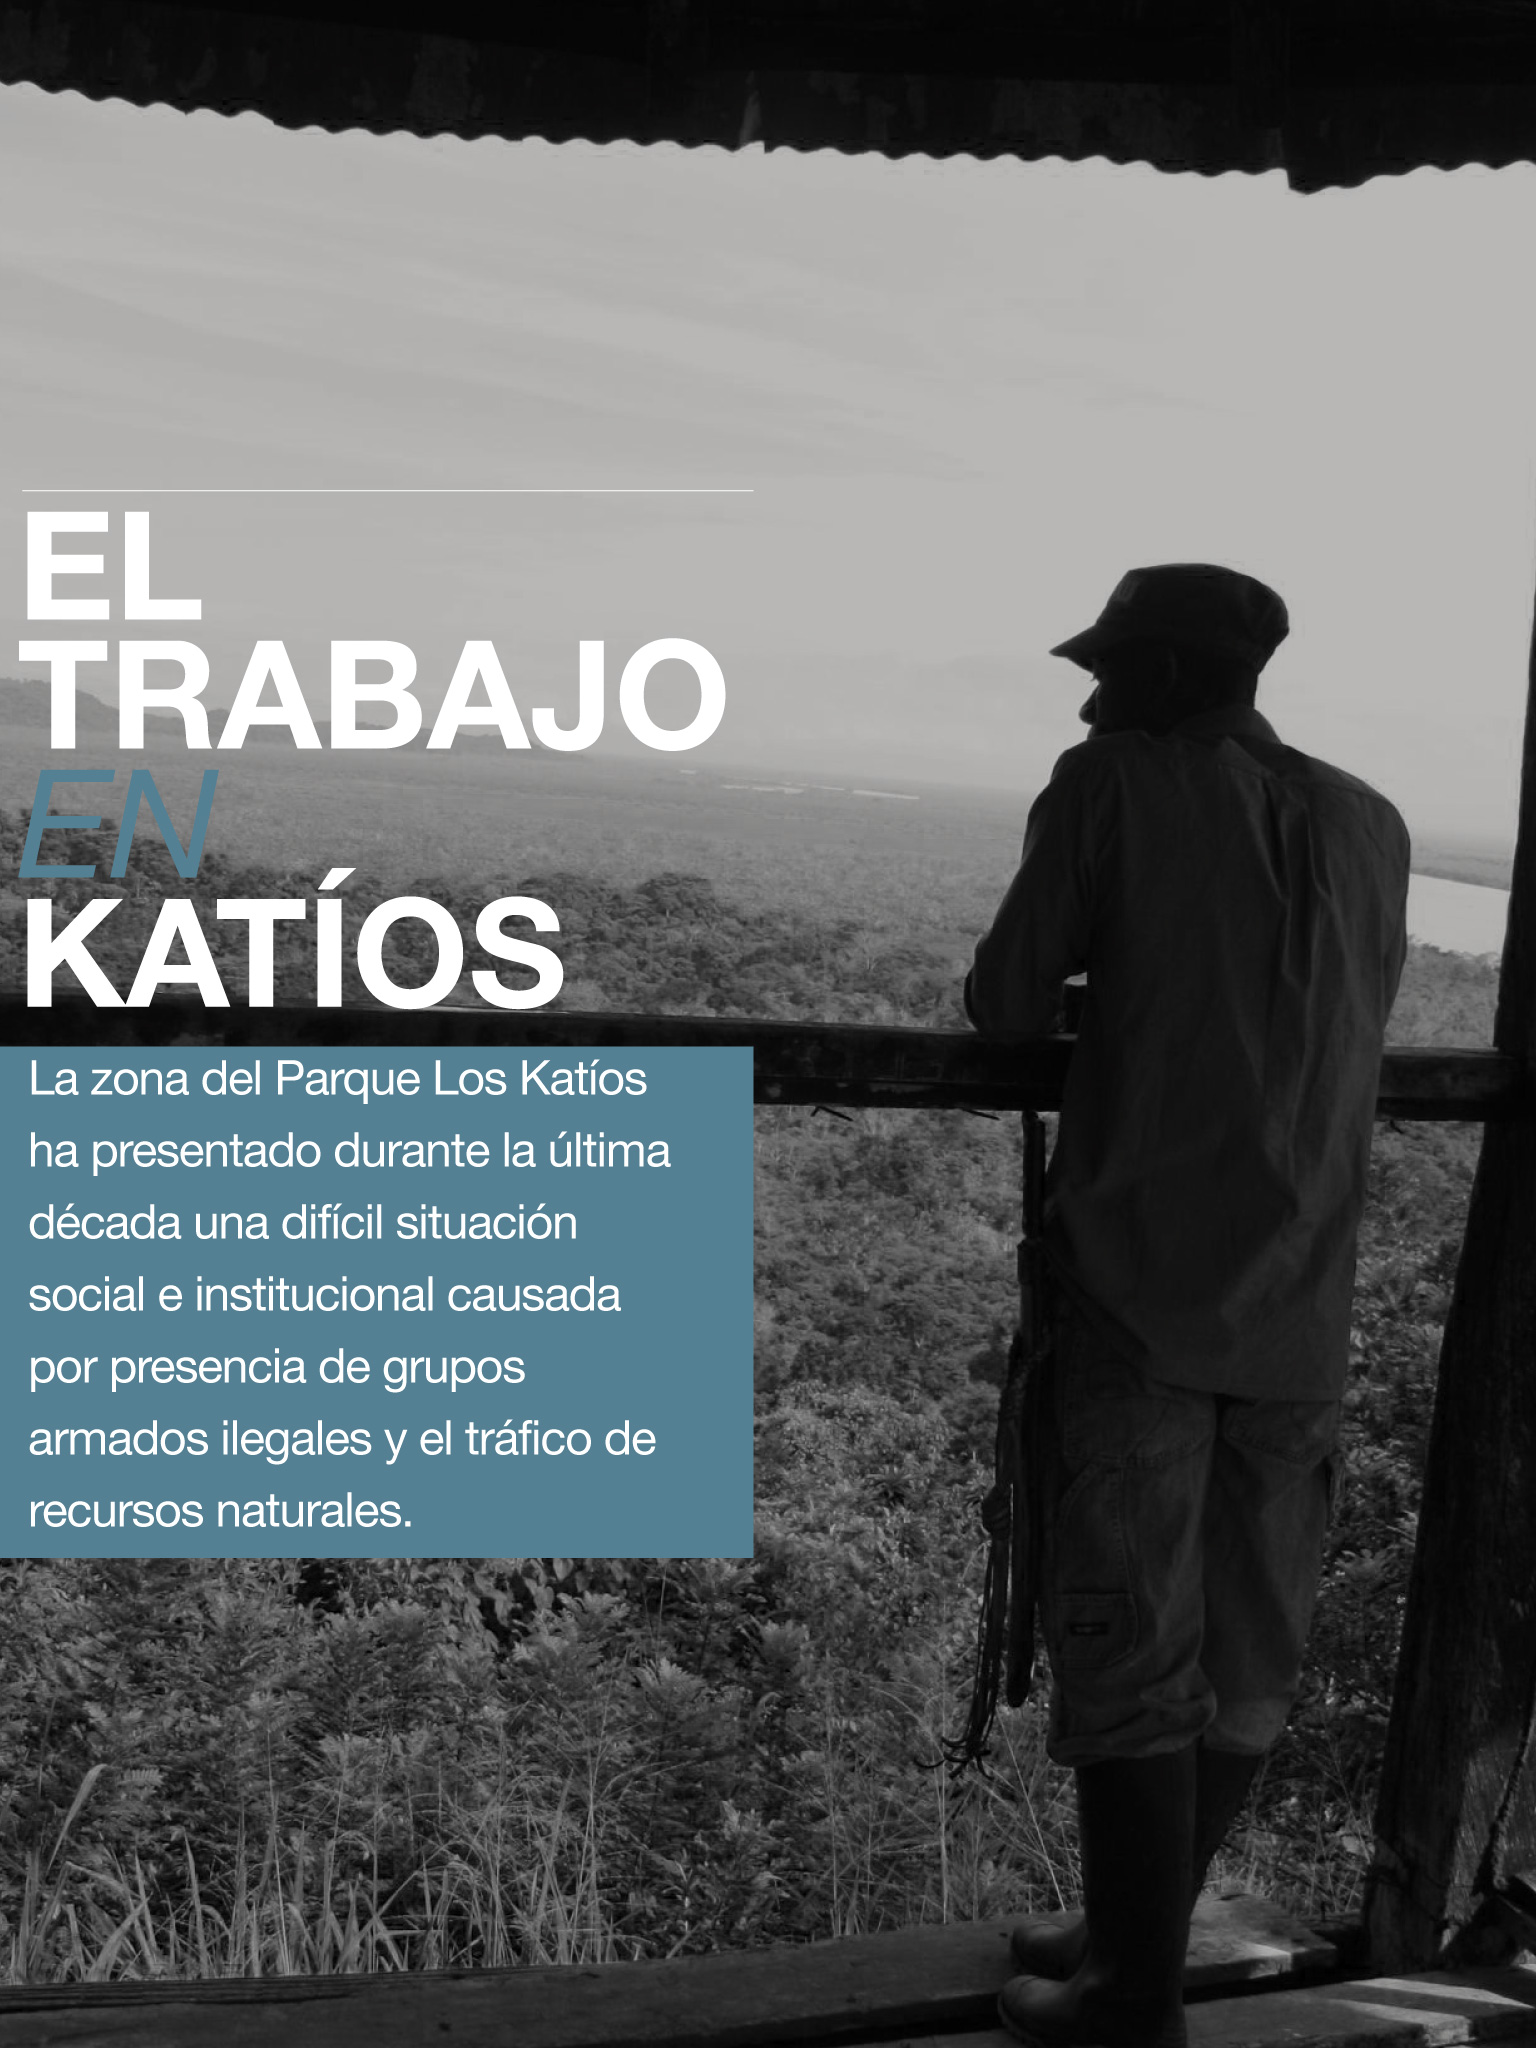 EL
TRABAJO
EN
KATÍOS
La zona del Parque Los Katíos
ha presentado durante la última
década una difícil situación
social e institucional causada
por presencia de grupos
armados ilegales y el tráfico de
recursos naturales.